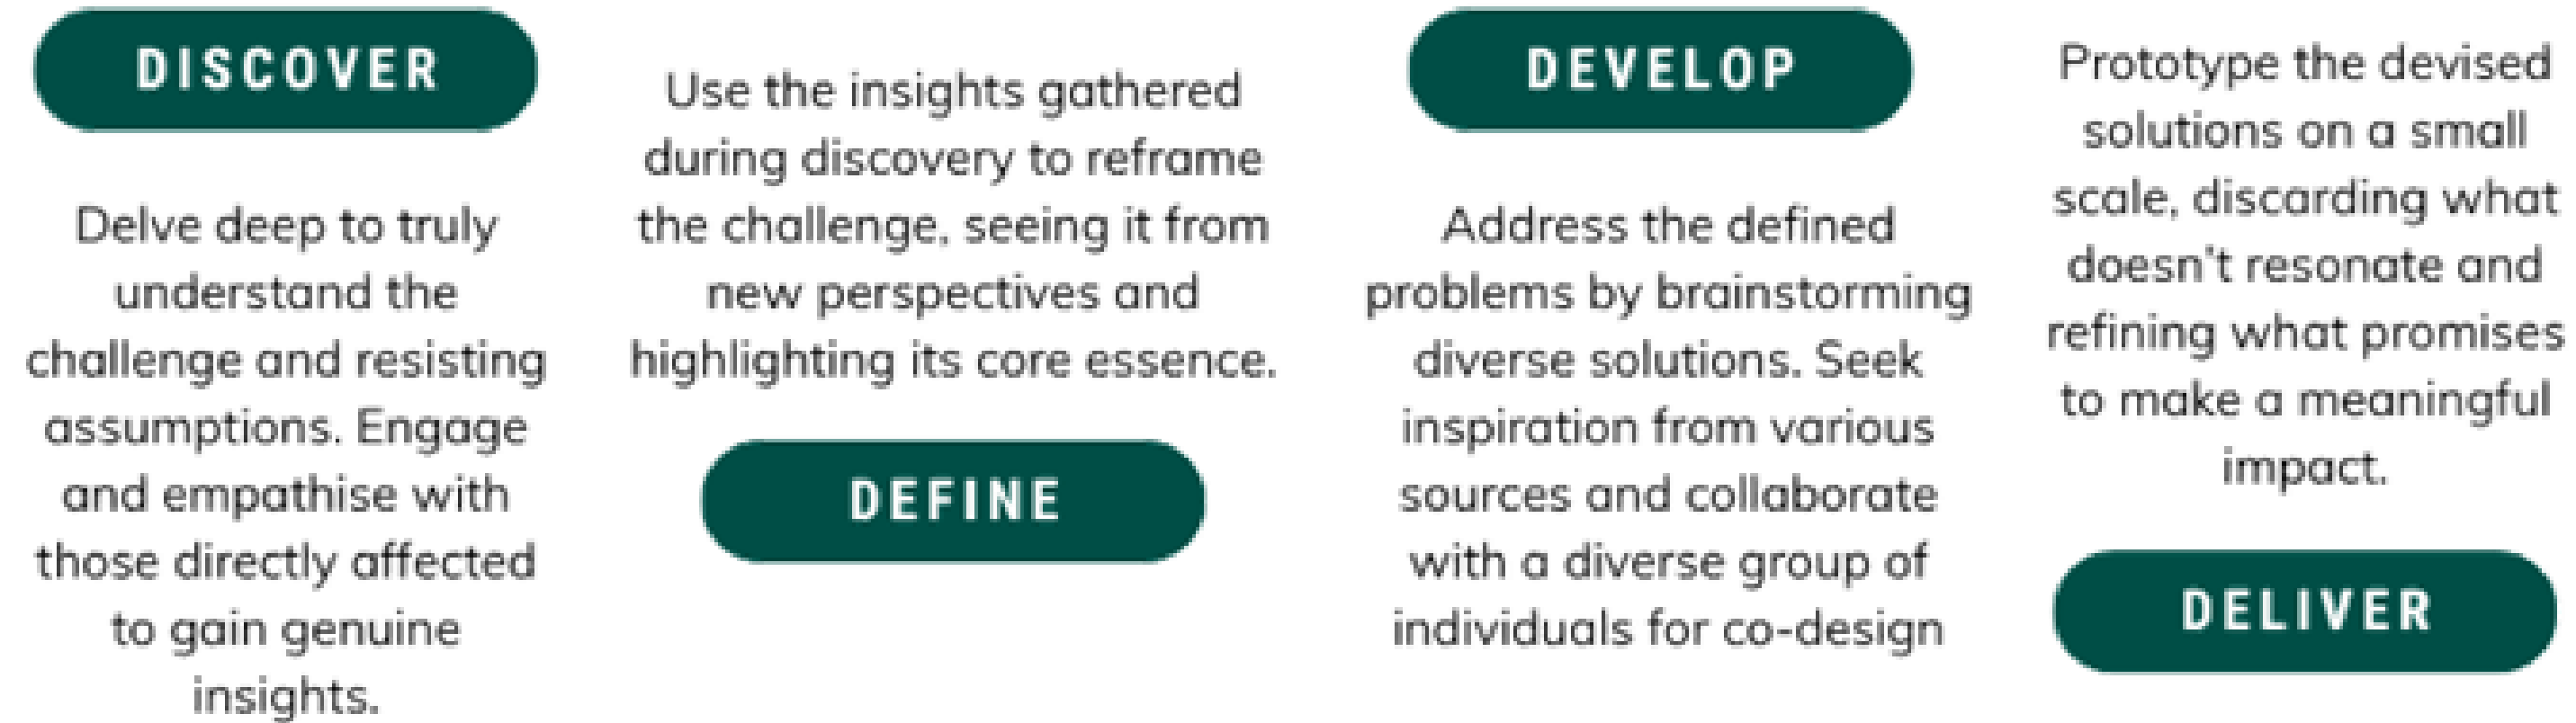 DISCOVER
Delve deep to truly
understand the
challenge and resisting
assumptions. Engage
and empathise with
those directly affected
to gain genuine
insights.
Use the insights gathered
during discovery to reframe
the challenge, seeing it from
new perspectives and
highlighting its core essence.
DEFINE
DEVELOP
Address the defined
problems by brainstorming
diverse solutions. Seek
inspiration from various
sources and collaborate
with a diverse group of
individuals for co-design
Prototype the devised
solutions on a small
scale, discarding what
doesn't resonate and
refining what promises
to make a meaningful
impact.
DELIVER